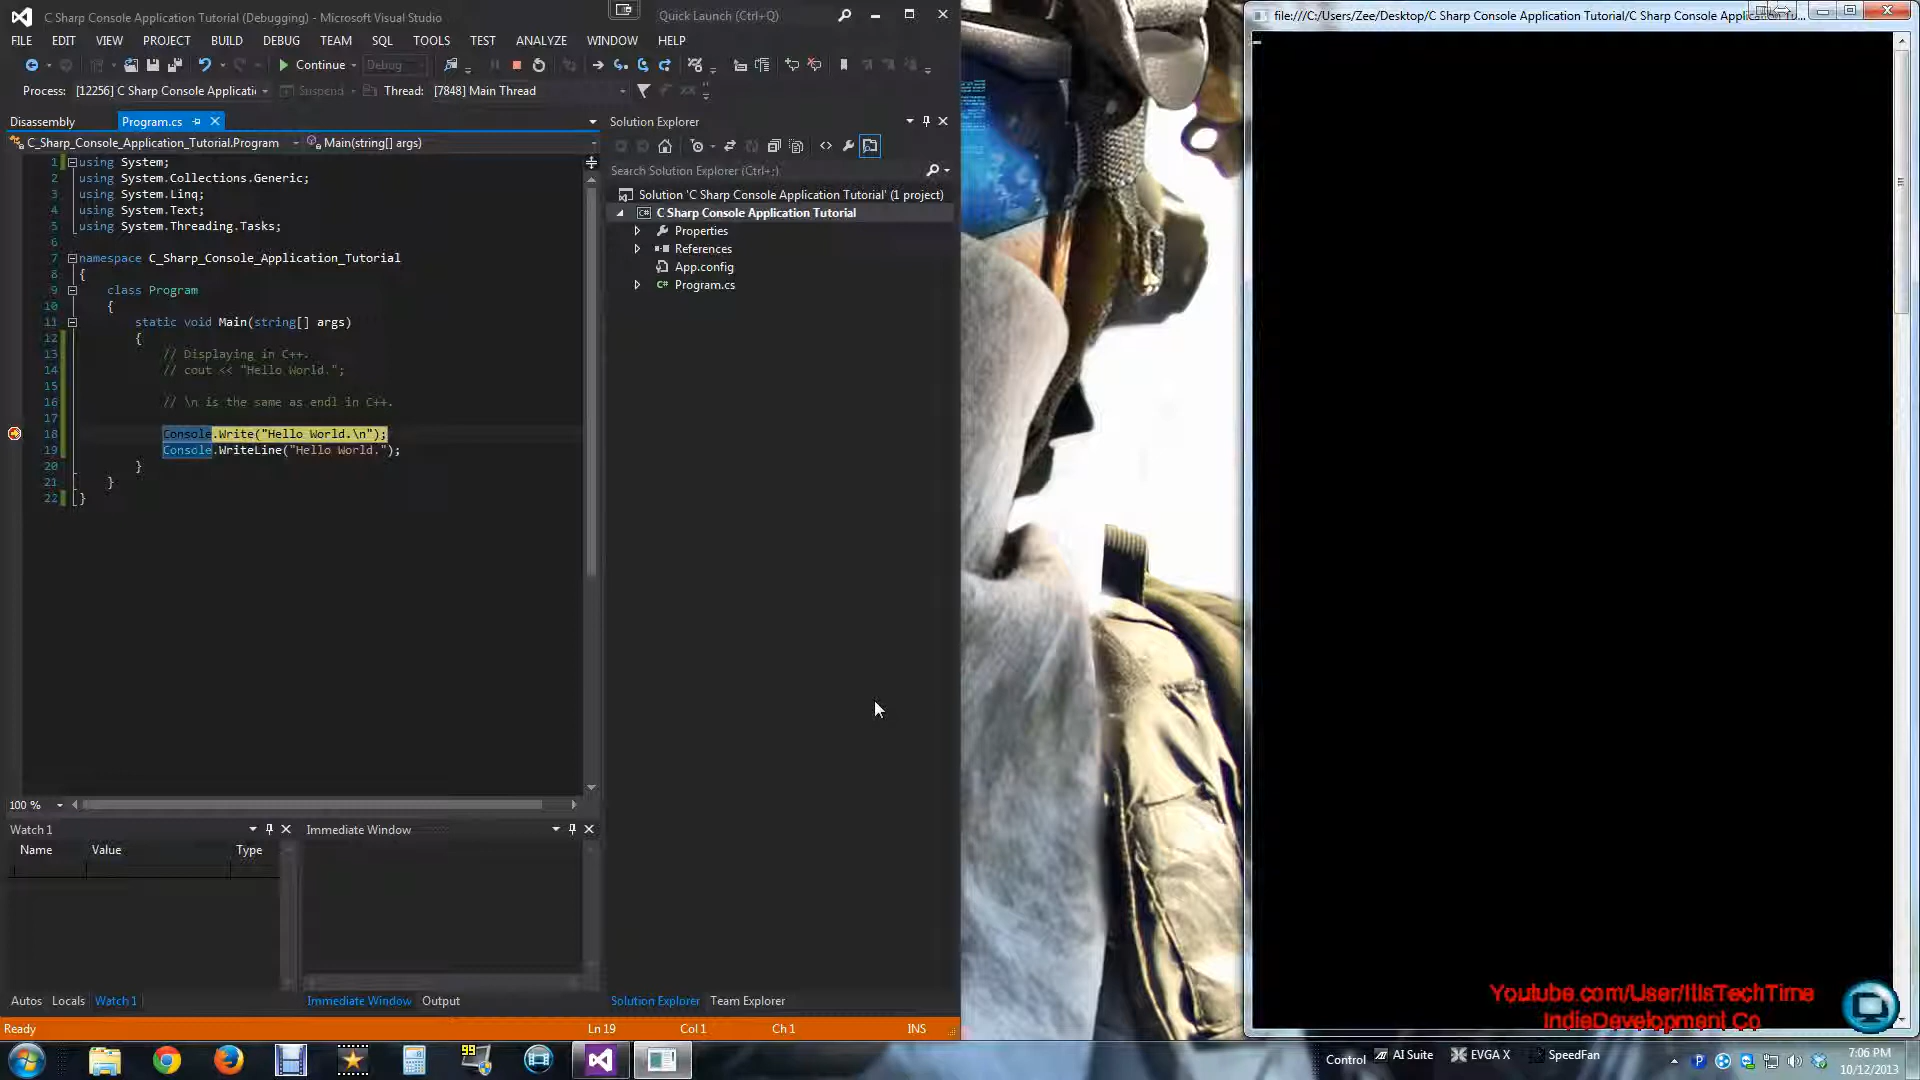 C Sharp Console Application Tutorial (Debugging) - Microsoft Visual Studio
Quick Launch (Ctrl+Q)
FILE EDIT VIEW PROJECT BUILD DEBUG TEAM SQL TOOLS TEST ANALYZE WINDOW HELP
Continue Debug
Process: [12256] C Sharp Console Applicati Suspend Thread: [7848] Main Thread
Disassembly Program.cs
C_Sharp_Console_Application_Tutorial.Program Main(string[] args)
1 using System;
2 using System.Collections.Generic;
3 using System.Linq;
4 using System.Text;
5 using System.Threading.Tasks;
6
7 namespace C_Sharp_Console_Application_Tutorial
8 {
9 class Program
10 {
11 static void Main(string[] args)
12 {
13 // Displaying in C++.
14 // cout << "Hello World.";
15
16 // \n is the same as endl in C++.
17
18 Console.Write("Hello World.\n");
19 Console.WriteLine("Hello World.");
20 }
21 }
22 }
100 %
Watch 1
Name Value Type
Autos Locals Watch 1
Immediate Window
Immediate Window Output
Solution Explorer
Search Solution Explorer (Ctrl+;)
Solution 'C Sharp Console Application Tutorial' (1 project)
C Sharp Console Application Tutorial
Properties
References
App.config
C# Program.cs
Solution Explorer Team Explorer
Ready Ln 19 Col 1 Ch 1 INS
file:///C:/Users/Zee/Desktop/C Sharp Console Application Tutorial/C Sharp Console Application Tu...
Youtube.com/User/IllsTechTime
IndieDevelopment Co
99
Control AI Suite EVGA X SpeedFan
7:06 PM
10/12/2013